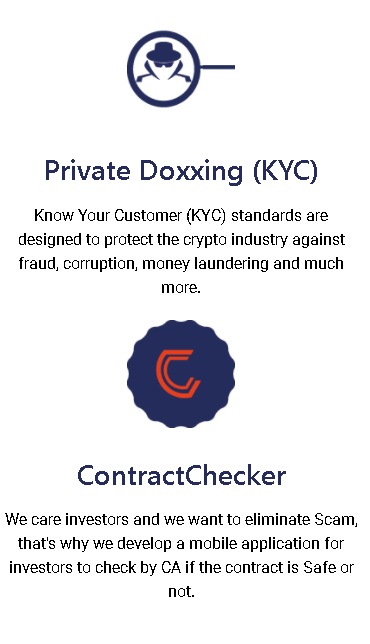 Private Doxxing (KYC)
Know Your Customer (KYC) standards are
designed to protect the crypto industry against
fraud, corruption, money laundering and much
more.
ContractChecker
We care investors and we want to eliminate Scam,
that's why we develop a mobile application for
investors to check by CA if the contract is Safe or
not.